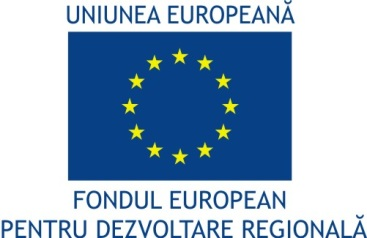 UNIUNEA EUROPEANĂ
FONDUL EUROPEAN
PENTRU DEZVOLTARE REGIONALĂ